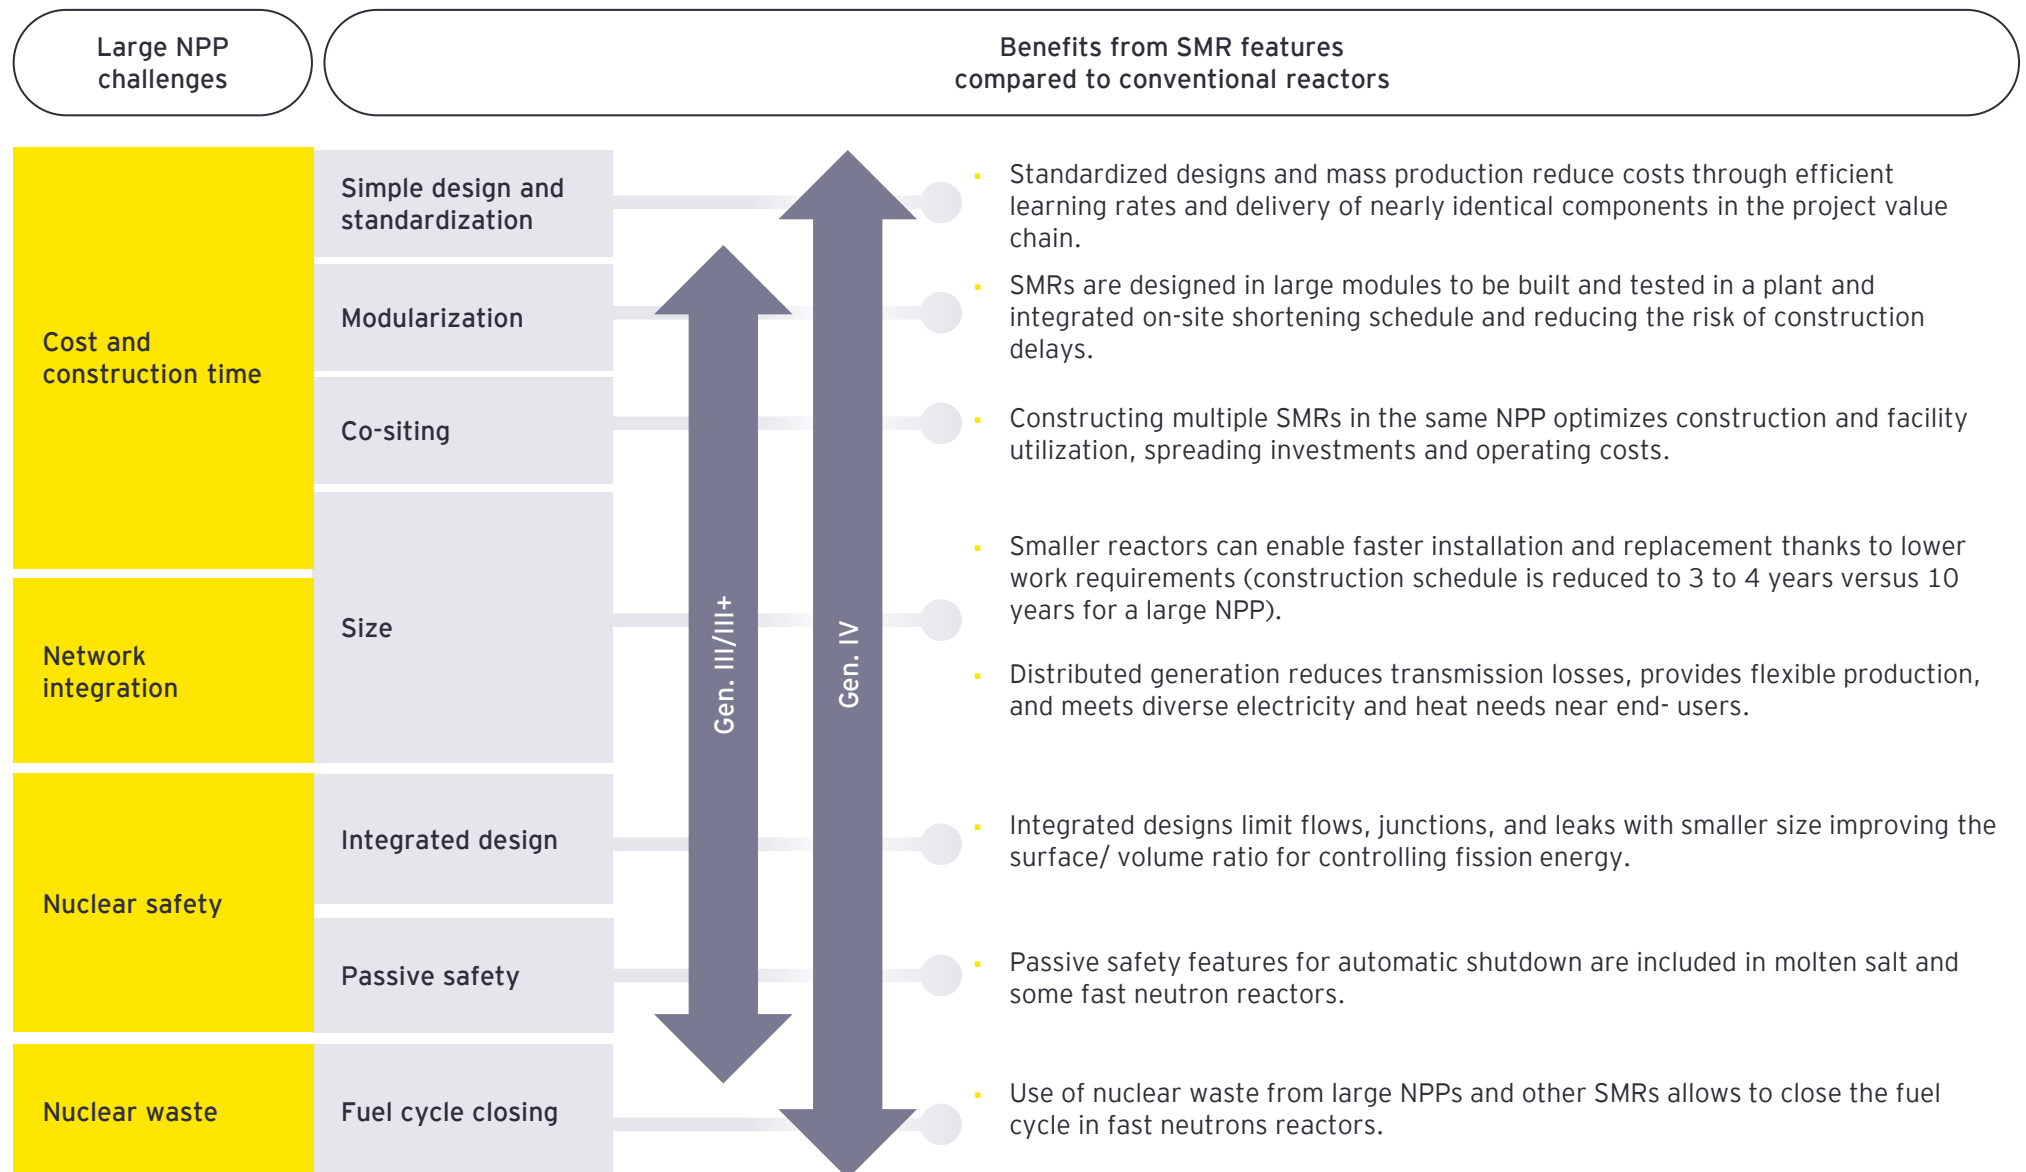 Large NPP
challenges
Benefits from SMR features
compared to conventional reactors
Cost and
construction time
Simple design and
standardization
Standardized designs and mass production reduce costs through efficient
learning rates and delivery of nearly identical components in the project value
chain.
Modularization
SMRs are designed in large modules to be built and tested in a plant and
integrated on-site shortening schedule and reducing the risk of construction
delays.
Co-siting
Constructing multiple SMRs in the same NPP optimizes construction and facility
utilization, spreading investments and operating costs.
Network
integration
Size
Smaller reactors can enable faster installation and replacement thanks to lower
work requirements (construction schedule is reduced to 3 to 4 years versus 10
years for a large NPP).
Distributed generation reduces transmission losses, provides flexible production,
and meets diverse electricity and heat needs near end- users.
Gen. III/III+
Gen. IV
Nuclear safety
Integrated design
Integrated designs limit flows, junctions, and leaks with smaller size improving the
surface/ volume ratio for controlling fission energy.
Passive safety
Passive safety features for automatic shutdown are included in molten salt and
some fast neutron reactors.
Nuclear waste
Fuel cycle closing
Use of nuclear waste from large NPPs and other SMRs allows to close the fuel
cycle in fast neutrons reactors.